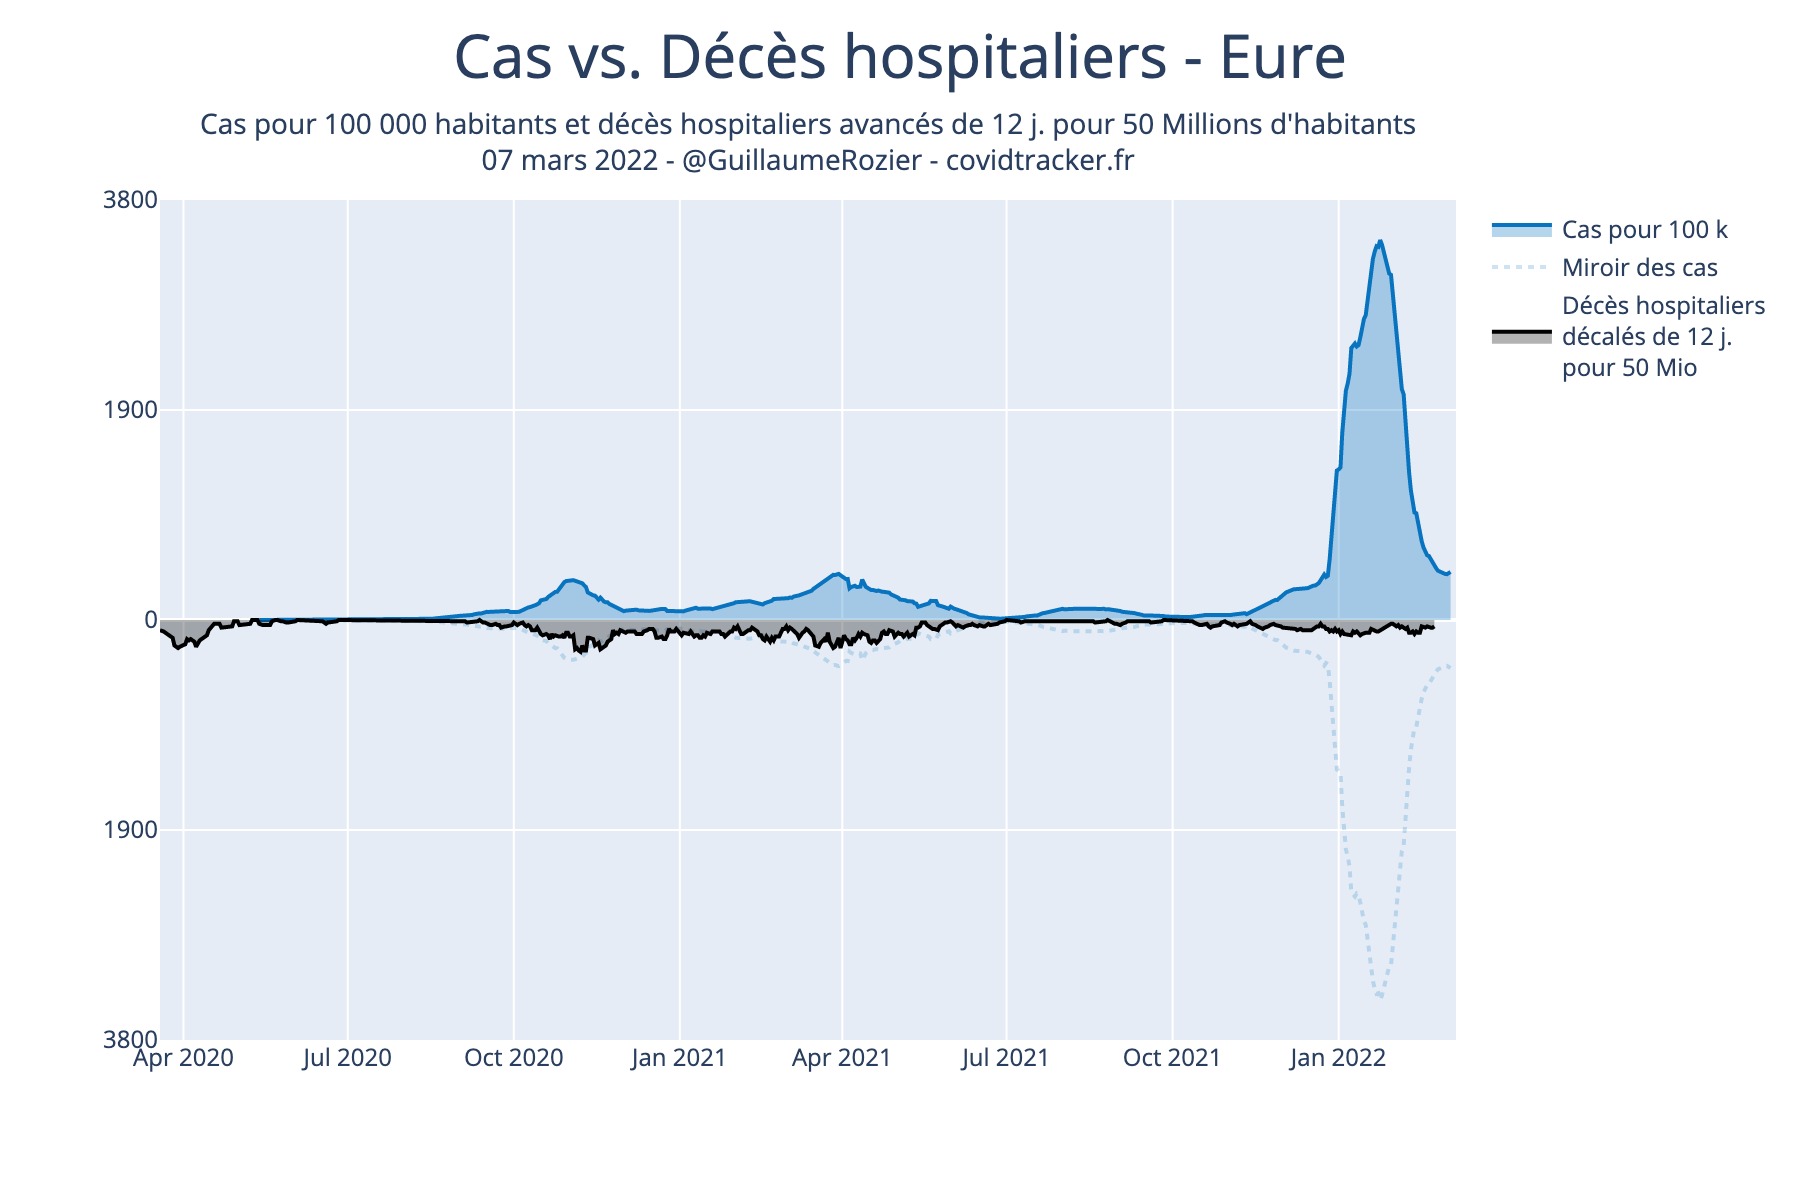 Cas vs. Décès hospitaliers - Eure
Cas pour 100 000 habitants et décès hospitaliers avancés de 12 j. pour 50 Millions d'habitants
07 mars 2022 - @GuillaumeRozier - covidtracker.fr
3800
1900
0
1900
3800
Apr 2020
Jul 2020
Oct 2020
Jan 2021
Apr 2021
Jul 2021
Oct 2021
Jan 2022
Cas pour 100 k
Miroir des cas
Décès hospitaliers
décalés de 12 j.
pour 50 Mio